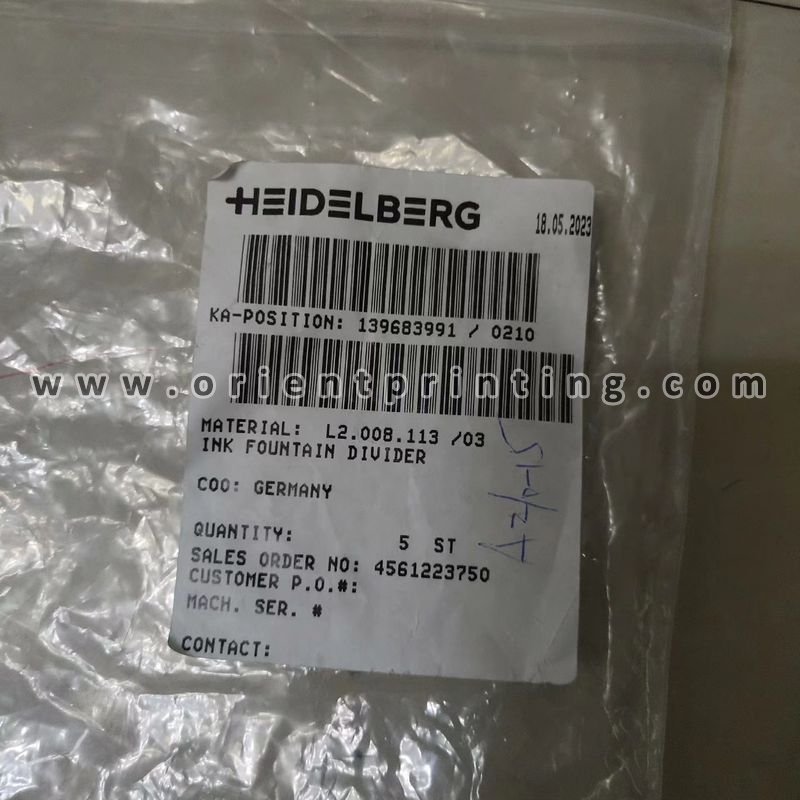 HEIDELBERG
18.05.2023
KA-POSITION: 139683991 / 0210
www.orientprinting.com
MATERIAL: L2.008.113 /03
INK FOUNTAIN DIVIDER
COO: GERMANY
QUANTITY: 5 ST
SALES ORDER NO: 4561223750
CUSTOMER P.O.#:
MACH. SER. #
CONTACT: